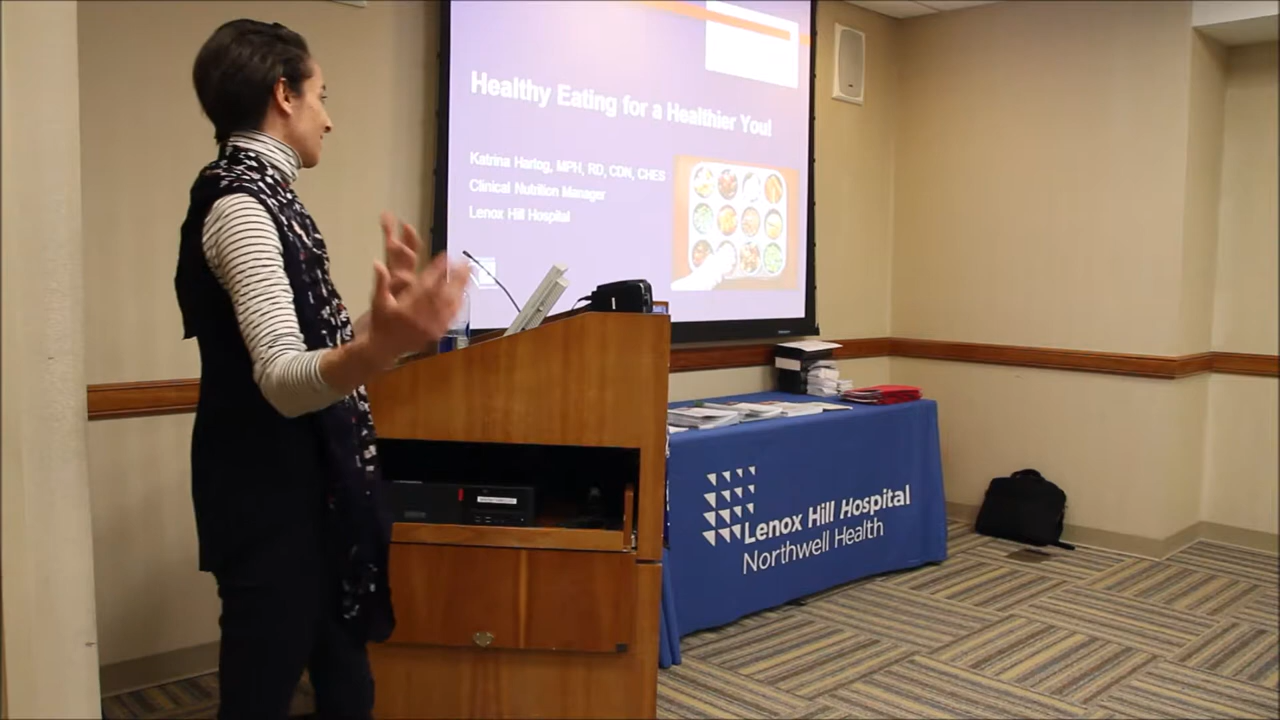 Healthy Eating for a Healthier You!
Katrina Hartog, MPH, RD, CDN, CHES
Clinical Nutrition Manager
Lenox Hill Hospital
Lenox Hill Hospital
Northwell Health